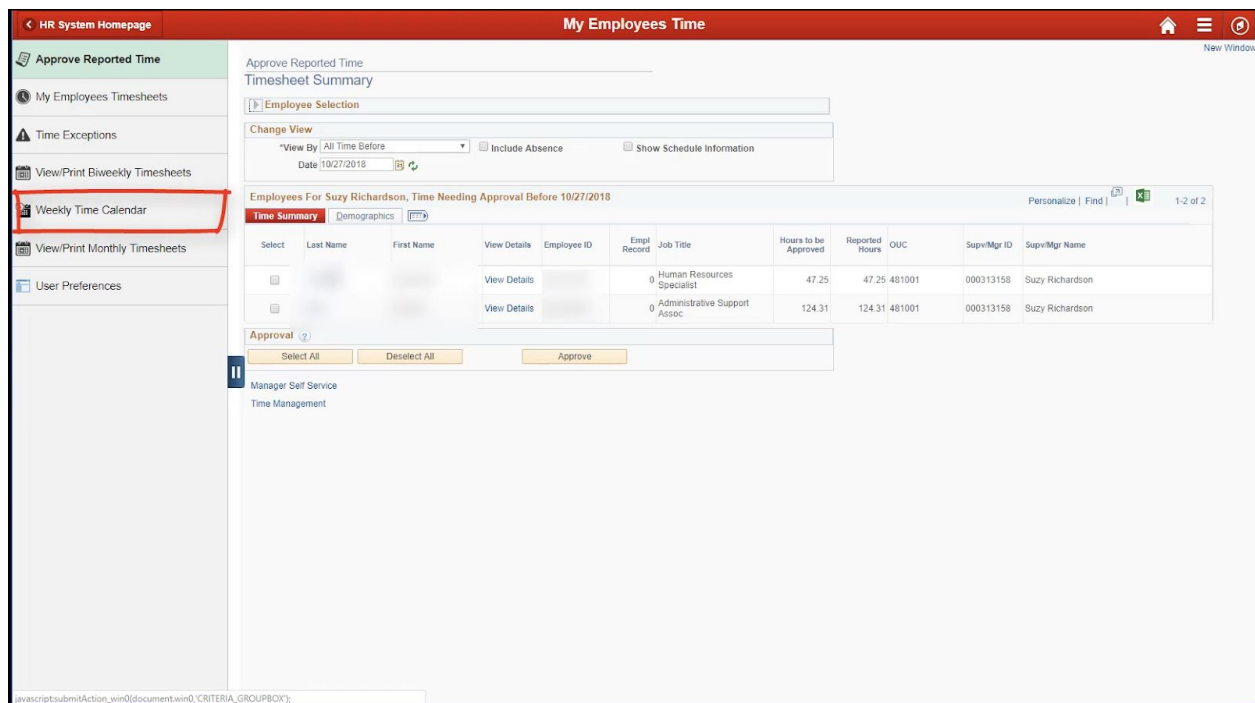 HR System Homepage
My Employees Time
New Window
Approve Reported Time
My Employees Timesheets
Time Exceptions
View/Print Biweekly Timesheets
Weekly Time Calendar
View/Print Monthly Timesheets
User Preferences
Approve Reported Time
Timesheet Summary
Employee Selection
Change View
*View By All Time Before Include Absence Show Schedule Information
Date 10/27/2018
Employees For Suzy Richardson, Time Needing Approval Before 10/27/2018 Personalize | Find | | 1-2 of 2
Time Summary Demographics
Select Last Name First Name View Details Employee ID Empl Record Job Title Hours to be Approved Reported Hours OUC Supv/Mgr ID Supv/Mgr Name
View Details 0 Human Resources Specialist 47.25 47.25 481001 000313158 Suzy Richardson
View Details 0 Administrative Support Assoc 124.31 124.31 481001 000313158 Suzy Richardson
Approval
Select All Deselect All Approve
Manager Self Service
Time Management
javascript:submitAction_win0(document.win0,'CRITERIA_GROUPBOX');